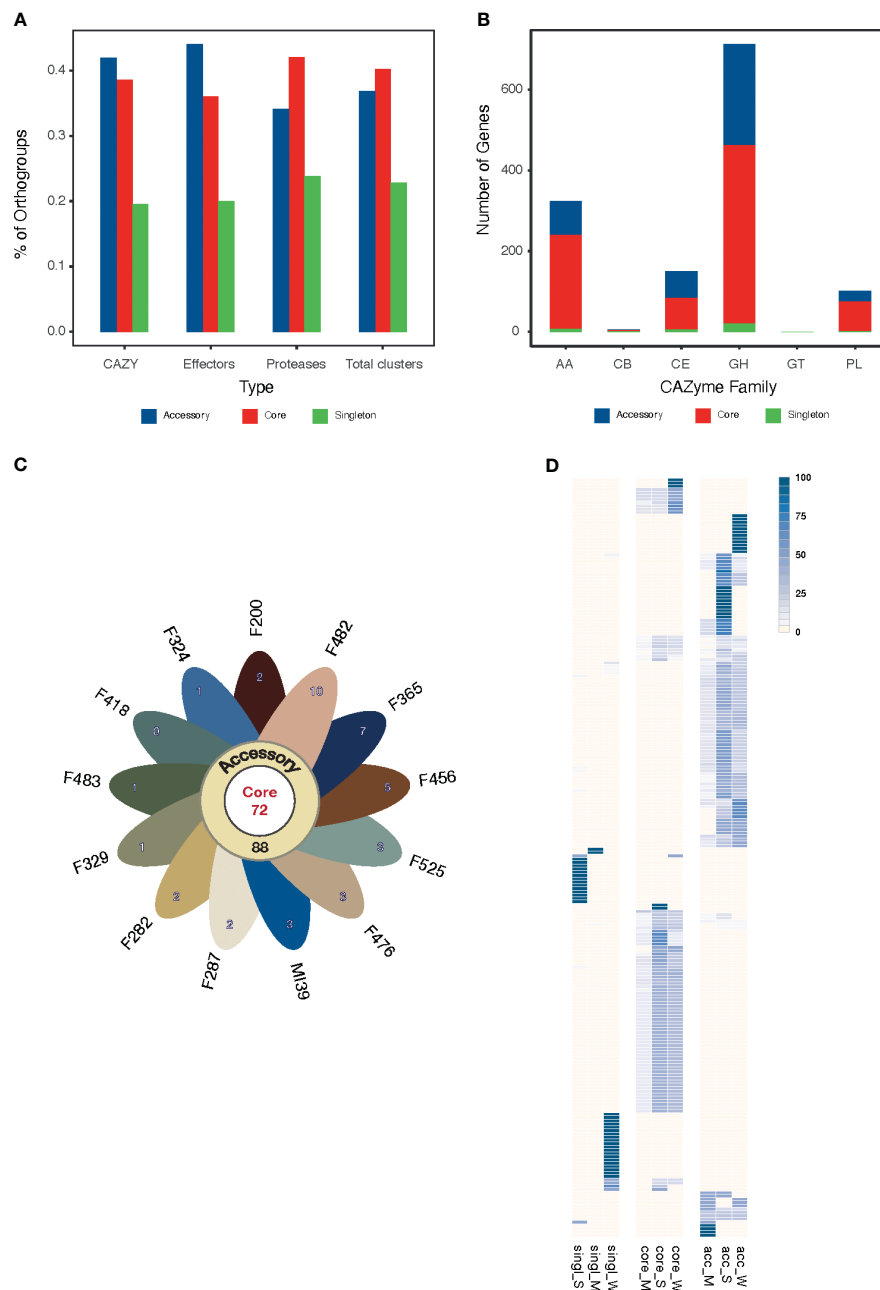 A
% of Orthogroups
0.4
0.3
0.2
0.1
0.0
CAZY Effectors Proteases Total clusters
Type
Accessory Core Singleton
B
Number of Genes
600
400
200
0
AA CB CE GH GT PL
CAZyme Family
Accessory Core Singleton
C
F200
2
F482
10
F365
7
F456
5
F525
F476
MI39
3
F287
2
F282
2
F329
1
F483
1
F418
F324
1
Accessory
Core
72
88
D
100
75
50
25
0
singl_S
singl_M
singl_W
core_M
core_S
core_W
acc_M
acc_S
acc_W